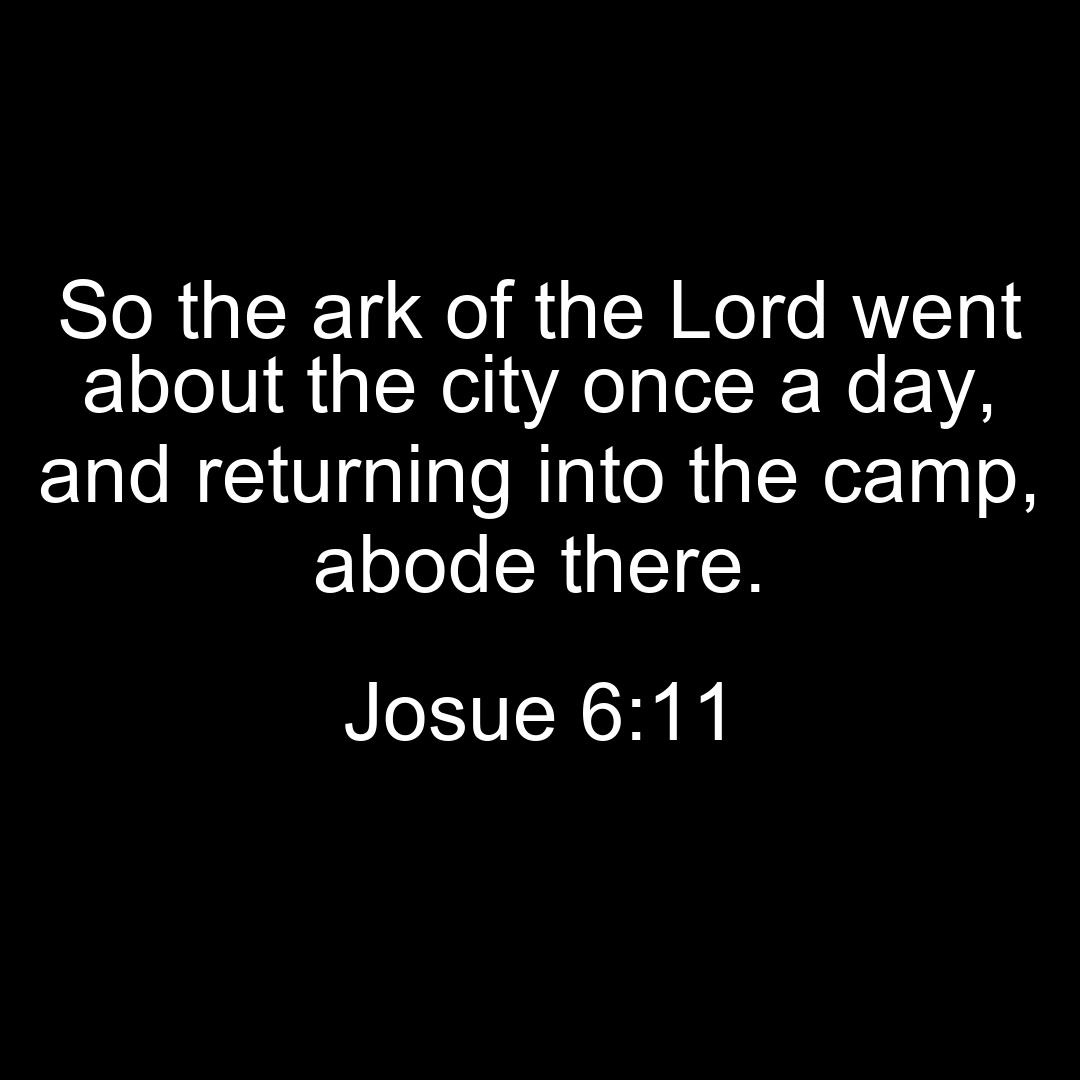 So the ark of the Lord went
about the city once a day,
and returning into the camp,
abode there.
Josue 6:11